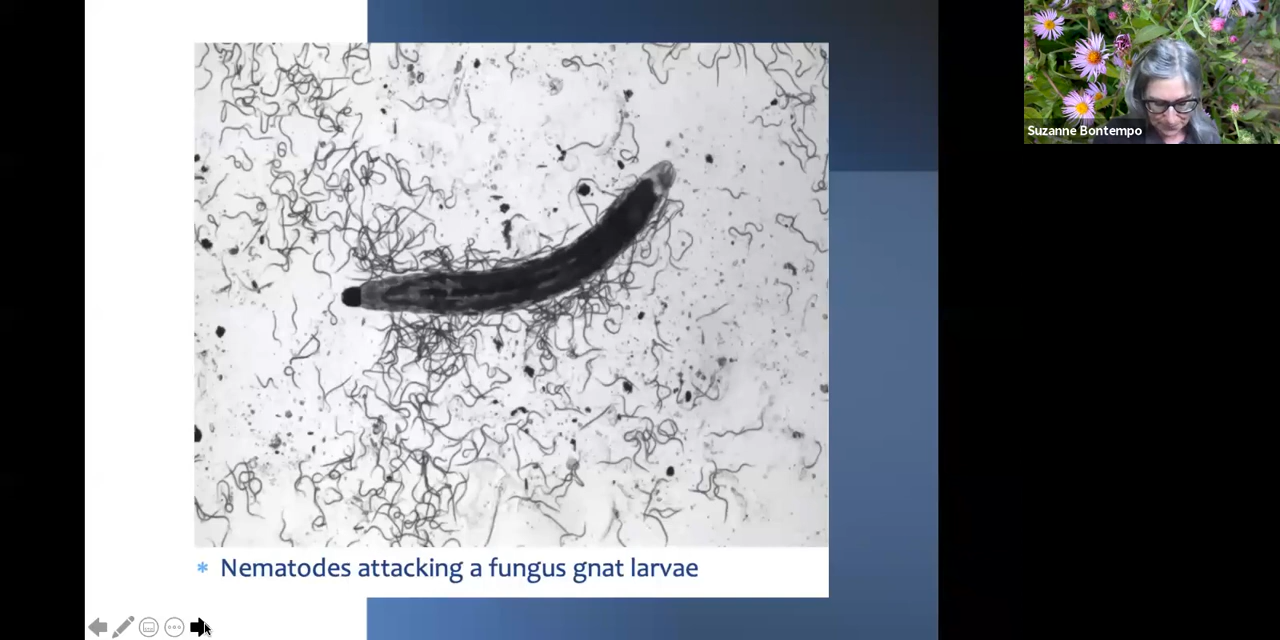 Suzanne Bontempo
* Nematodes attacking a fungus gnat larvae